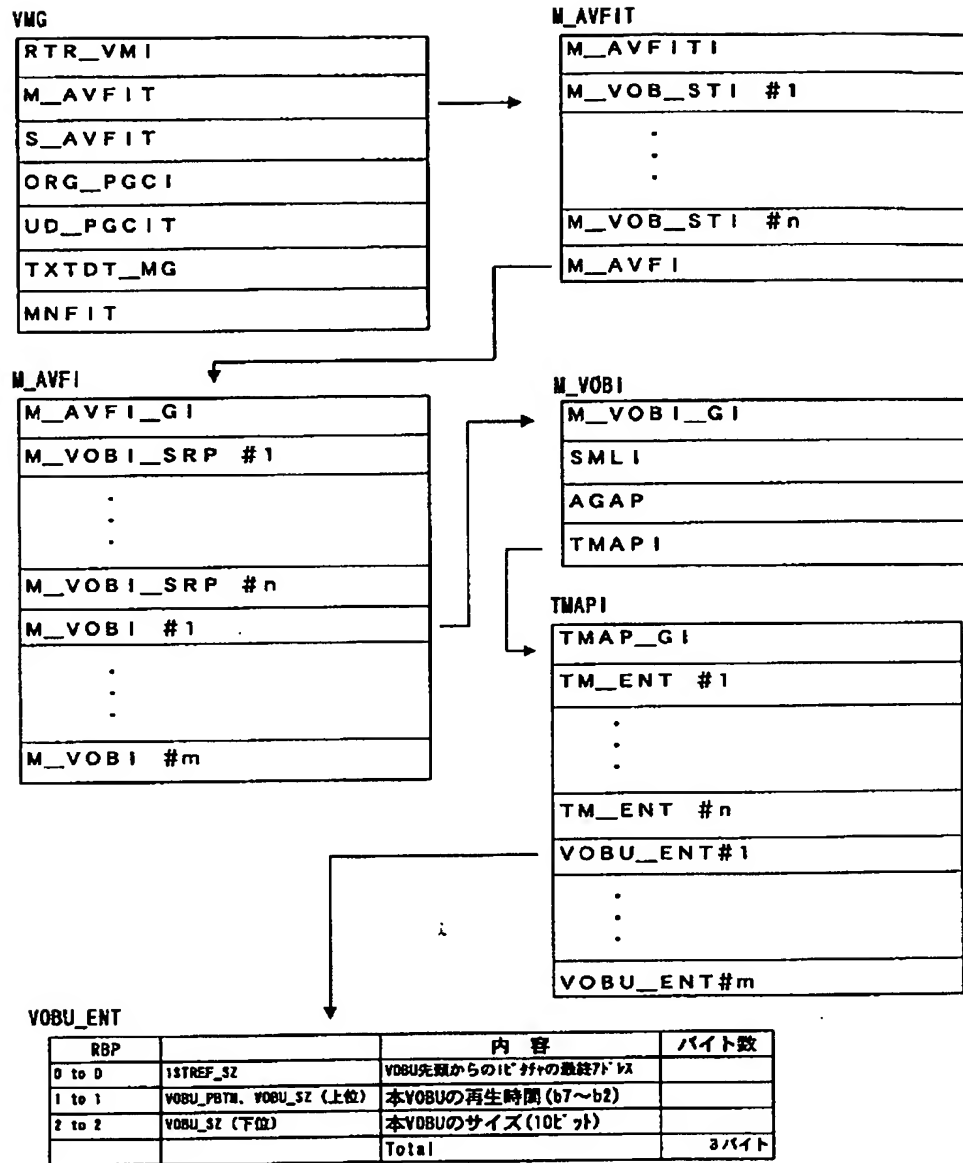 VMG
RTR_VMI
M_AVFIT
S_AVFIT
ORG_PGCI
UD_PGCIT
TXTDT_MG
MNFIT
M_AVFIT
M_AVFITI
M_VOB_STI #1
M_VOB_STI #n
M_AVFI
M_AVFI
M_AVFI_GI
M_VOBI_SRP #1
M_VOBI_SRP #n
M_VOBI #1
M_VOBI #m
M_VOBI
M_VOBI_GI
SMLI
AGAP
TMAPI
TMAPI
TMAP_GI
TM_ENT #1
TM_ENT #n
VOBU_ENT#1
VOBU_ENT#m
VOBU_ENT
RBP 内 容 バイト数
0 to 0 1STREF_SZ VOBU先頭からのIピクチャの最終アドレス
1 to 1 VOBU_PBTM、VOBU_SZ (上位) 本VOBUの再生時間(b7〜b2)
2 to 2 VOBU_SZ (下位) 本VOBUのサイズ(10ビット)
Total 3バイト